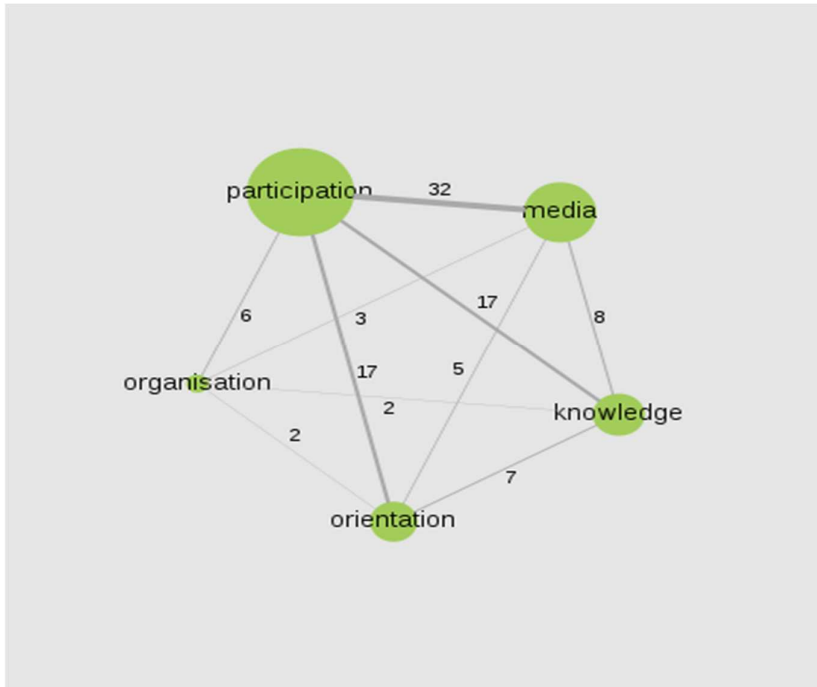 32
participation
media
17
6
3
8
17
5
organisation
2
knowledge
2
7
orientation